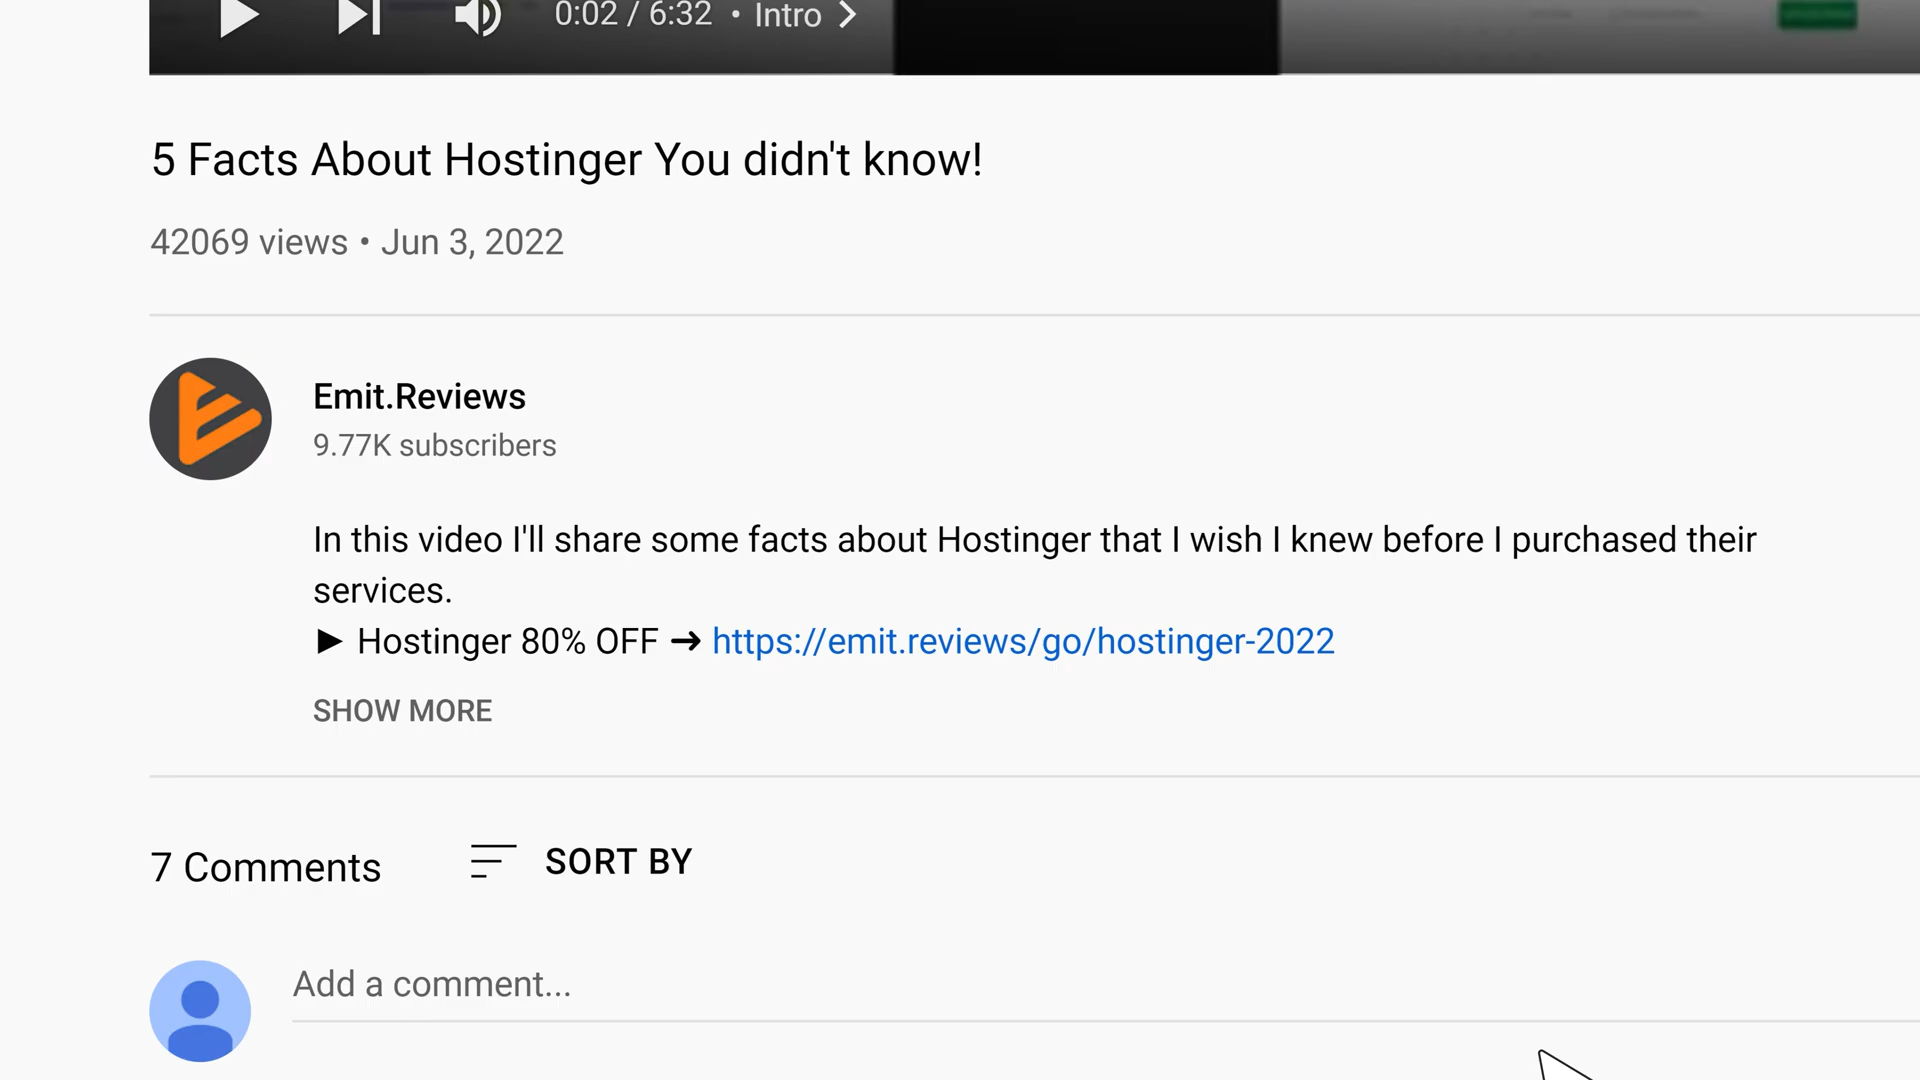 0:02 / 6:32 • Intro
5 Facts About Hostinger You didn't know!
42069 views • Jun 3, 2022
Emit.Reviews
9.77K subscribers
In this video I'll share some facts about Hostinger that I wish I knew before I purchased their
services.
► Hostinger 80% OFF ➜ https://emit.reviews/go/hostinger-2022
SHOW MORE
7 Comments
SORT BY
Add a comment...